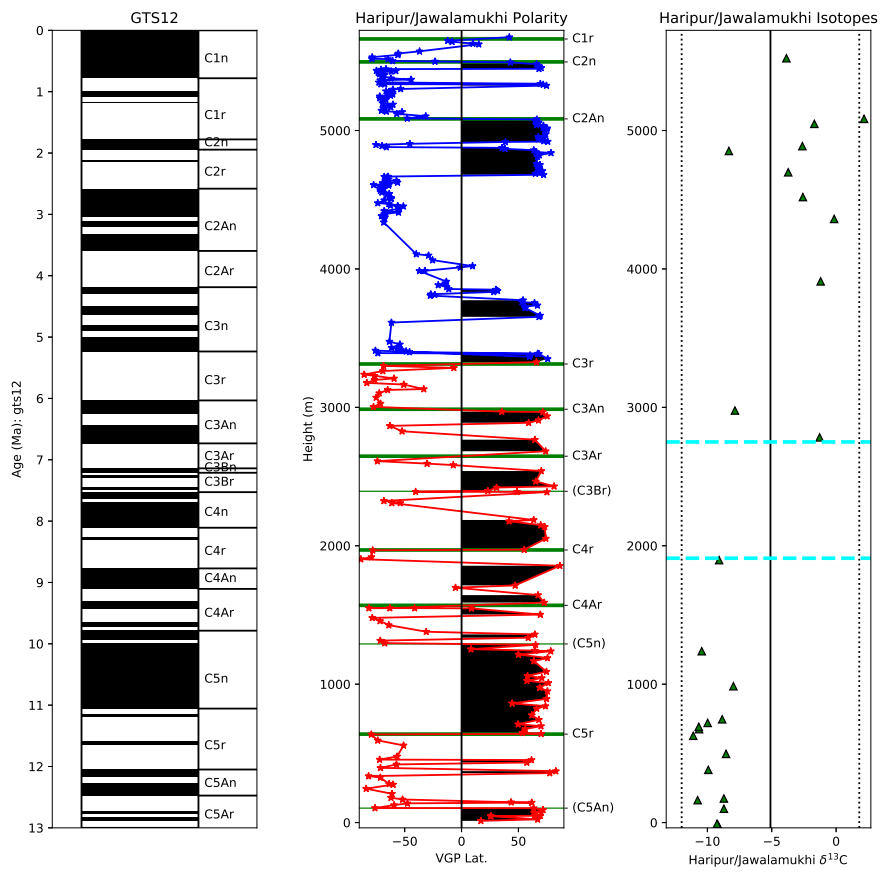 GTS12
Haripur/Jawalamukhi Polarity
Haripur/Jawalamukhi Isotopes
0
1
2
3
4
5
6
7
8
9
10
11
12
13
Age (Ma): gts12
C1n
C1r
C2n
C2r
C2An
C2Ar
C3n
C3r
C3An
C3Ar
C3Bn
C3Br
C4n
C4r
C4An
C4Ar
C5n
C5r
C5An
C5Ar
5000
4000
3000
2000
1000
0
Height (m)
−50
0
50
VGP Lat.
C1r
C2n
C2An
C3r
C3An
C3Ar
(C3Br)
C4r
C4Ar
(C5n)
C5r
(C5An)
5000
4000
3000
2000
1000
0
−10
−5
0
Haripur/Jawalamukhi δ¹³C